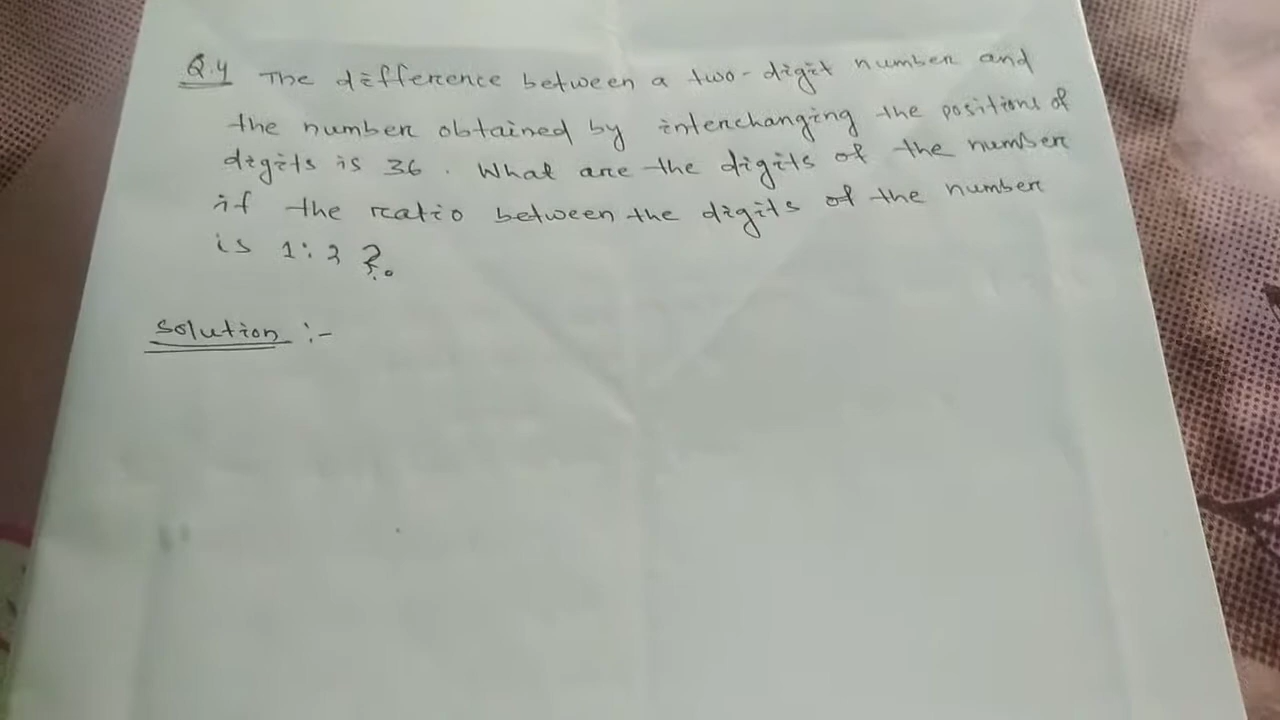 Q.4 The difference between a two-digit number and
the number obtained by interchanging the positions of
digits is 36. What are the digits of the number
if the ratio between the digits of the number
is 1:2 ?.
Solution :-